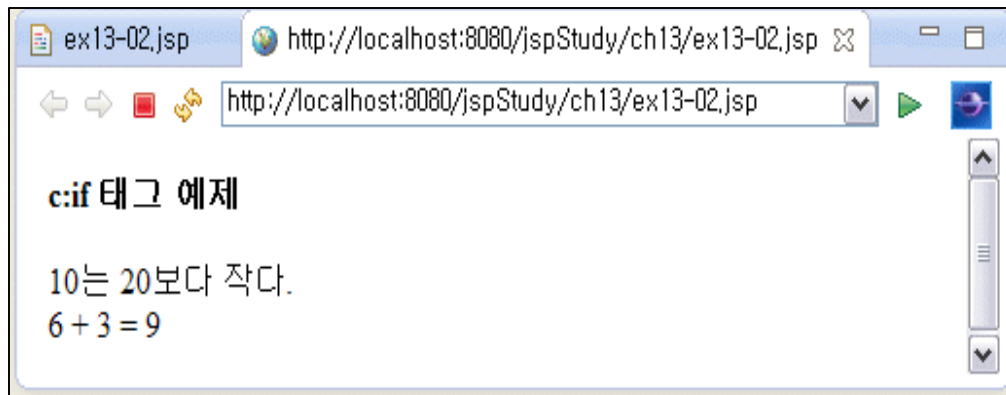 ex13-02.jsp
http://localhost:8080/jspStudy/ch13/ex13-02.jsp
http://localhost:8080/jspStudy/ch13/ex13-02.jsp
c:if 태그 예제
10는 20보다 작다.
6 + 3 = 9